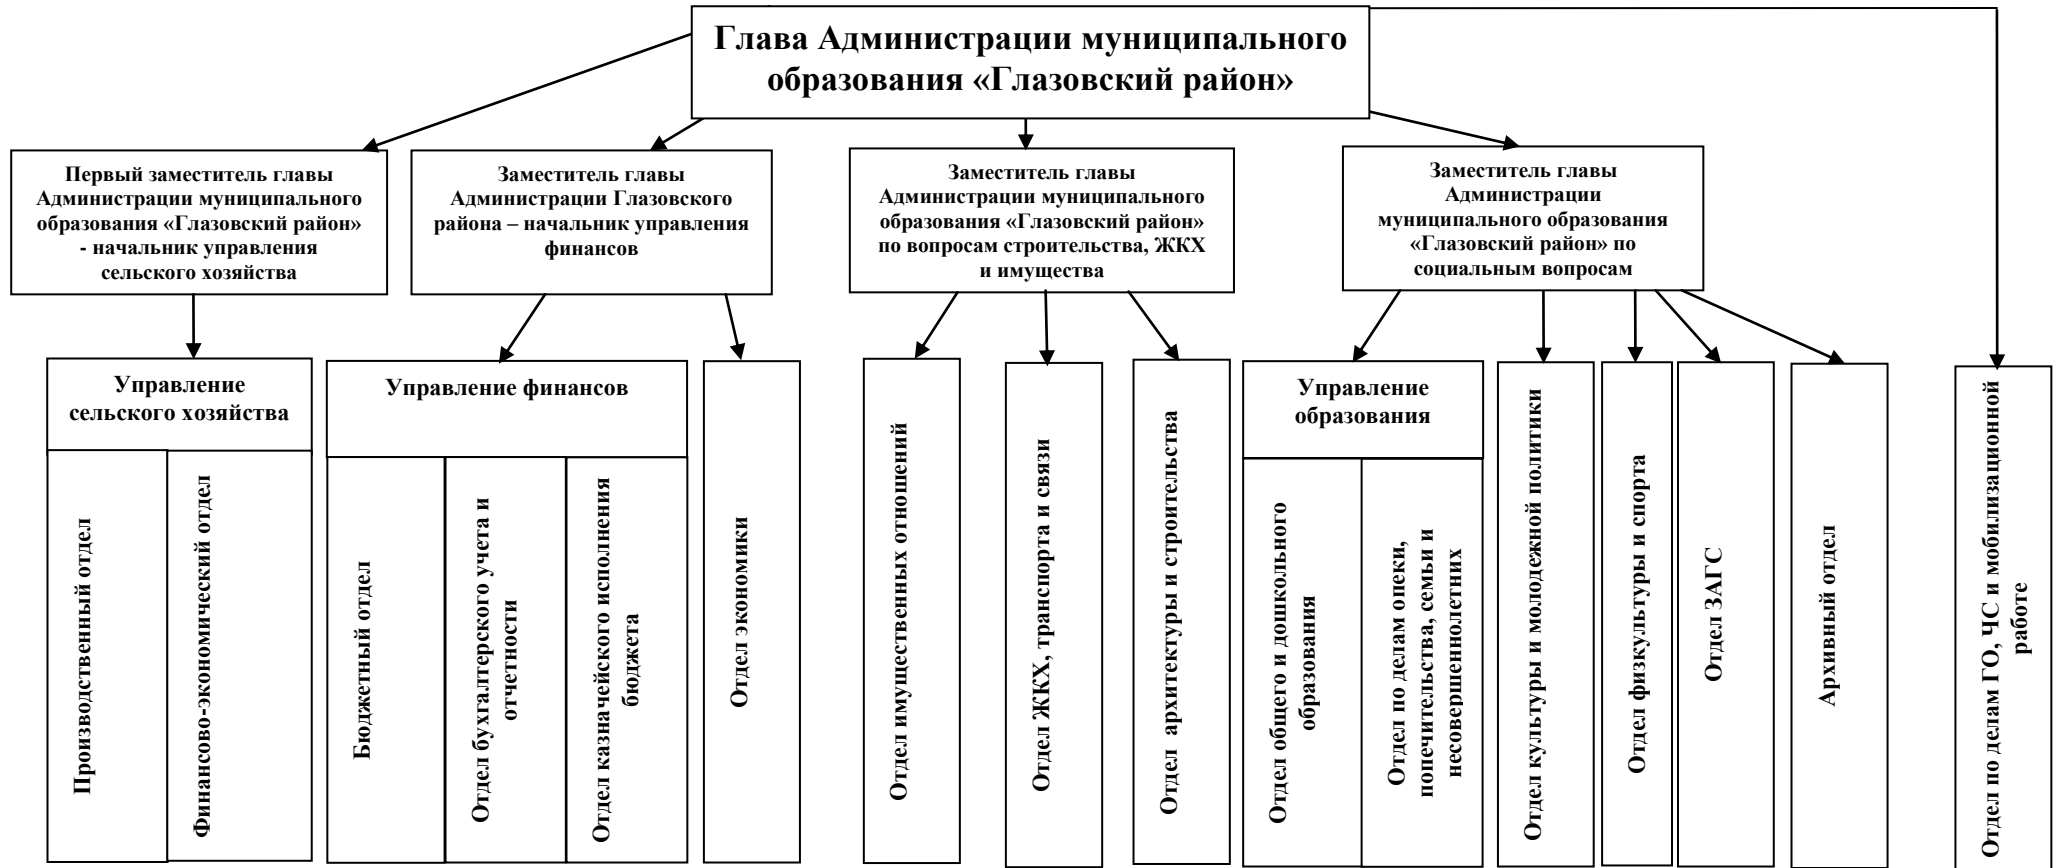 Глава Администрации муниципального
образования «Глазовский район»
Первый заместитель главы
Администрации муниципального
образования «Глазовский район»
- начальник управления
сельского хозяйства
Заместитель главы
Администрации Глазовского
района – начальник управления
финансов
Заместитель главы
Администрации муниципального
образования «Глазовский район»
по вопросам строительства, ЖКХ
и имущества
Заместитель главы
Администрации
муниципального образования
«Глазовский район» по
социальным вопросам
Управление
сельского хозяйства
Производственный отдел
Финансово-экономический отдел
Управление финансов
Бюджетный отдел
Отдел бухгалтерского учета и
отчетности
Отдел казначейского исполнения
бюджета
Отдел экономики
Отдел имущественных отношений
Отдел ЖКХ, транспорта и связи
Отдел архитектуры и строительства
Управление
образования
Отдел общего и дошкольного
образования
Отдел по делам опеки,
попечительства, семьи и
несовершеннолетних
Отдел культуры и молодежной политики
Отдел физкультуры и спорта
Отдел ЗАГС
Архивный отдел
Отдел по делам ГО, ЧС и мобилизационной
работе